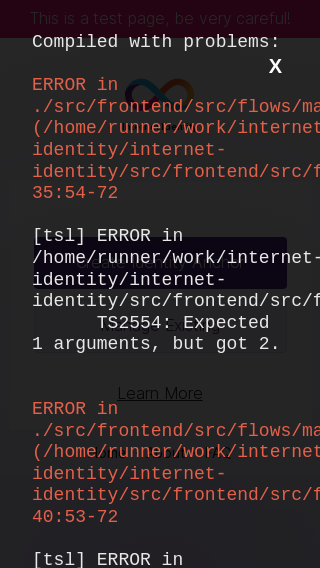 This is a test page, be very careful!
Compiled with problems:
X
ERROR in
./src/frontend/src/flows/ma
(/home/runner/work/internet
identity/internet-
identity/src/frontend/src/f
35:54-72
[tsl] ERROR in
/home/runner/work/internet-
identity/internet-
identity/src/frontend/src/f
TS2554: Expected
1 arguments, but got 2.
Learn More
ERROR in
./src/frontend/src/flows/ma
(/home/runner/work/internet
identity/internet-
identity/src/frontend/src/f
40:53-72
[tsl] ERROR in